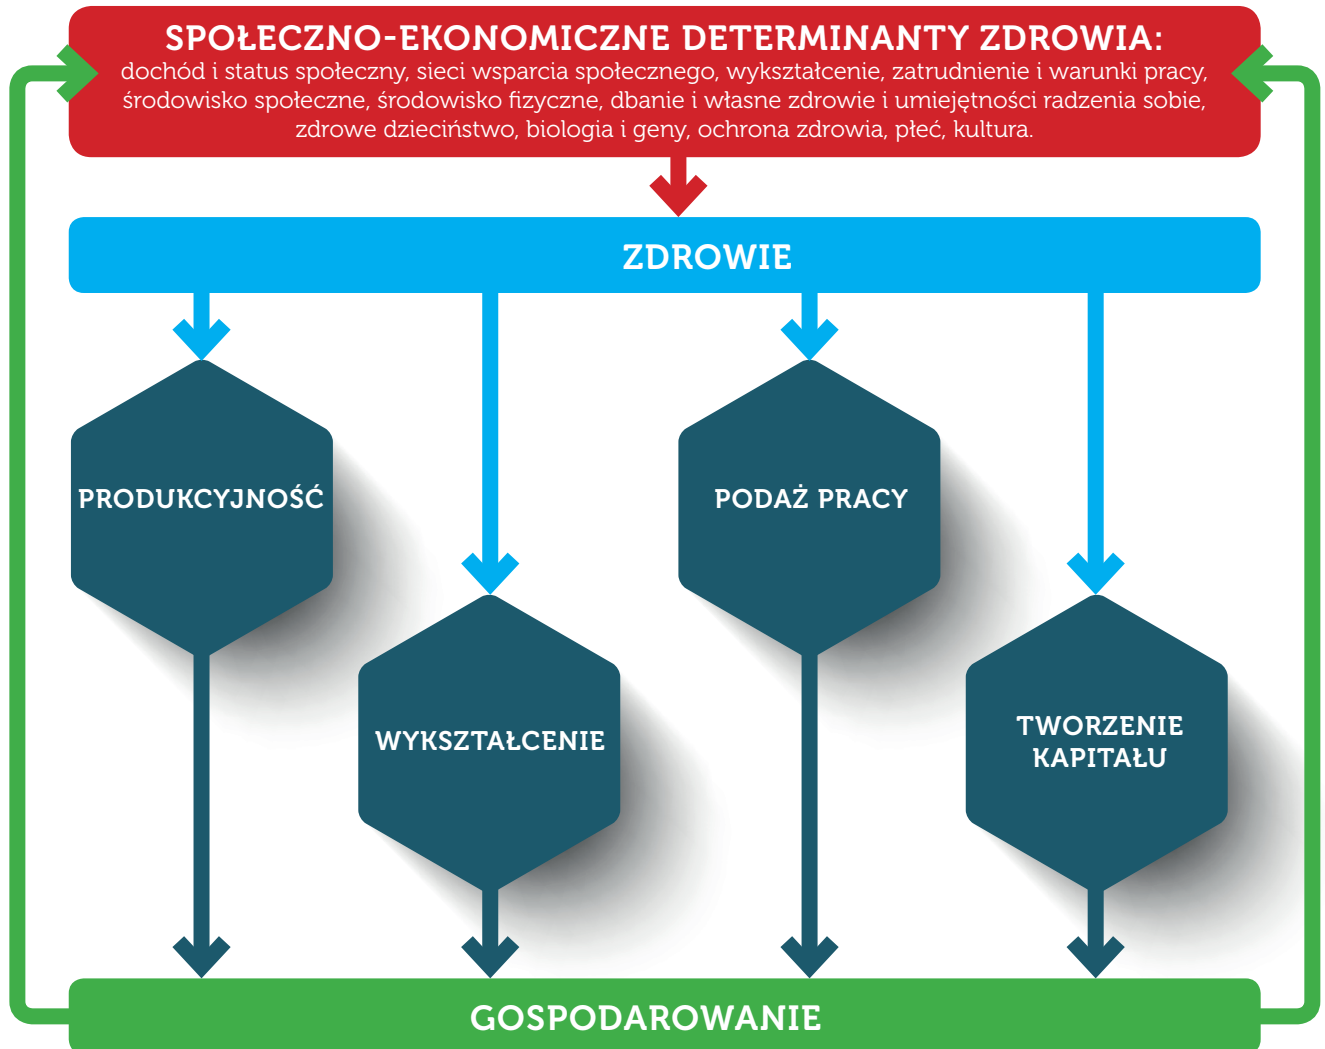 SPOŁECZNO-EKONOMICZNE DETERMINANTY ZDROWIA:
dochód i status społeczny, sieci wsparcia społecznego, wykształcenie, zatrudnienie i warunki pracy,
środowisko społeczne, środowisko fizyczne, dbanie i własne zdrowie i umiejętności radzenia sobie,
zdrowe dzieciństwo, biologia i geny, ochrona zdrowia, płeć, kultura.
ZDROWIE
PRODUKCYJNOŚĆ
PODAŻ PRACY
WYKSZTAŁCENIE
TWORZENIE
KAPITAŁU
GOSPODAROWANIE